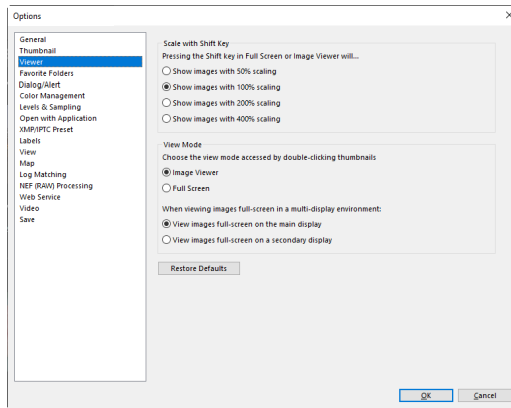 Options
General
Thumbnail
Viewer
Favorite Folders
Dialog/Alert
Color Management
Levels & Sampling
Open with Application
XMP/IPTC Preset
Labels
View
Map
Log Matching
NEF (RAW) Processing
Web Service
Video
Save
Scale with Shift Key
Pressing the Shift key in Full Screen or Image Viewer will...
Show images with 50% scaling
Show images with 100% scaling
Show images with 200% scaling
Show images with 400% scaling
View Mode
Choose the view mode accessed by double-clicking thumbnails
Image Viewer
Full Screen
When viewing images full-screen in a multi-display environment:
View images full-screen on the main display
View images full-screen on a secondary display
Restore Defaults
OK
Cancel